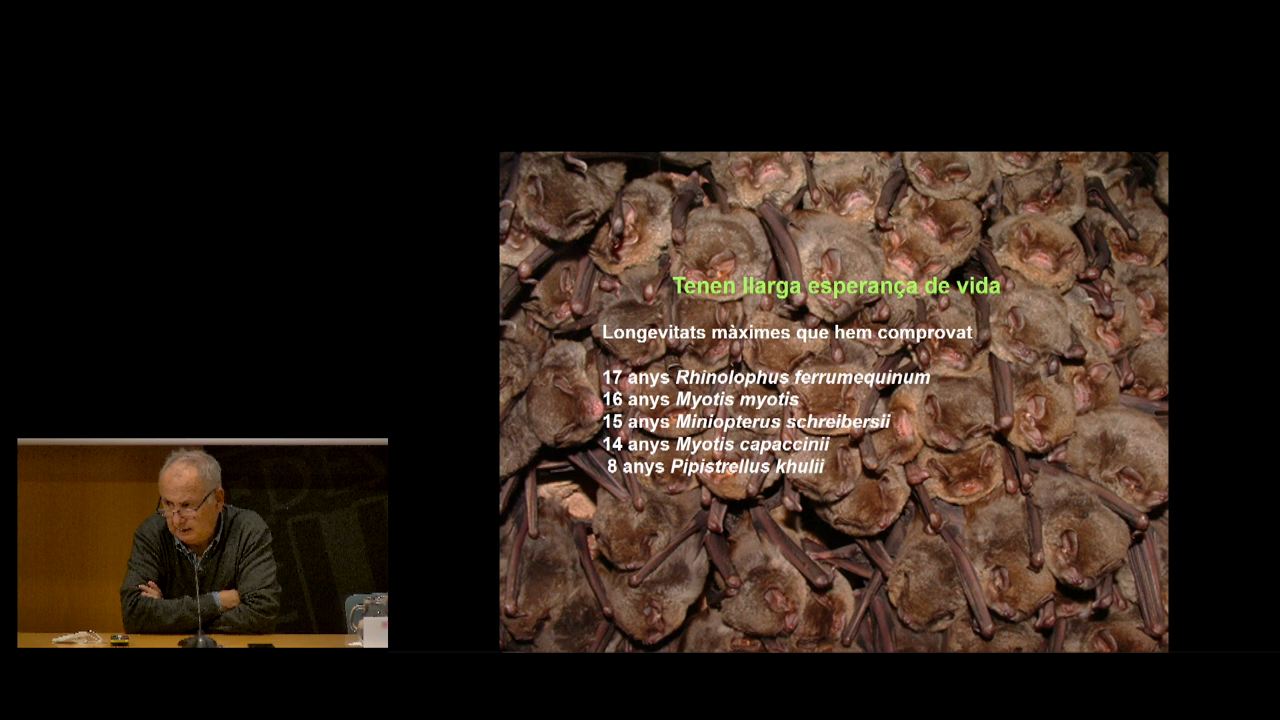 Tenen llarga esperança de vida
Longevitats màximes que hem comprovat
17 anys Rhinolophus ferrumequinum
16 anys Myotis myotis
15 anys Miniopterus schreibersii
14 anys Myotis capaccinii
8 anys Pipistrellus khulii